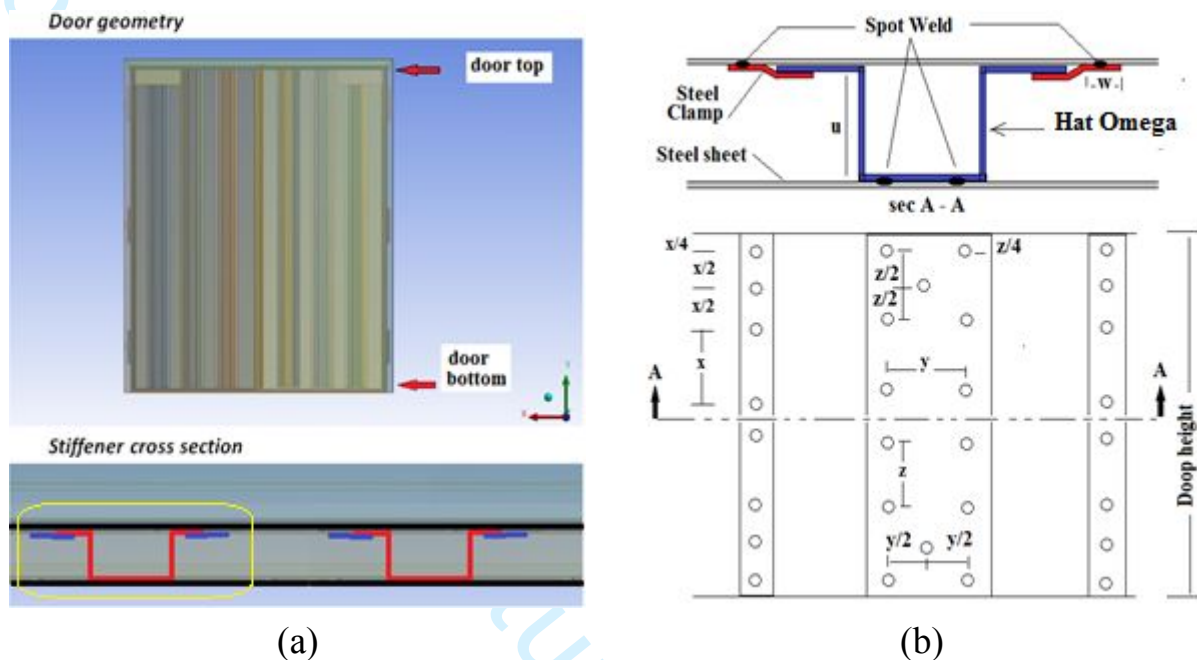 Door geometry
door top
door
bottom
Stiffener cross section
(a)
Spot Weld
Steel
Clamp
- w -
u
Hat Omega
Steel sheet
sec A - A
x/4
z/4
x/2
z/2
x/2
z/2
x
y
A
A
z
y/2
y/2
Doop height
(b)